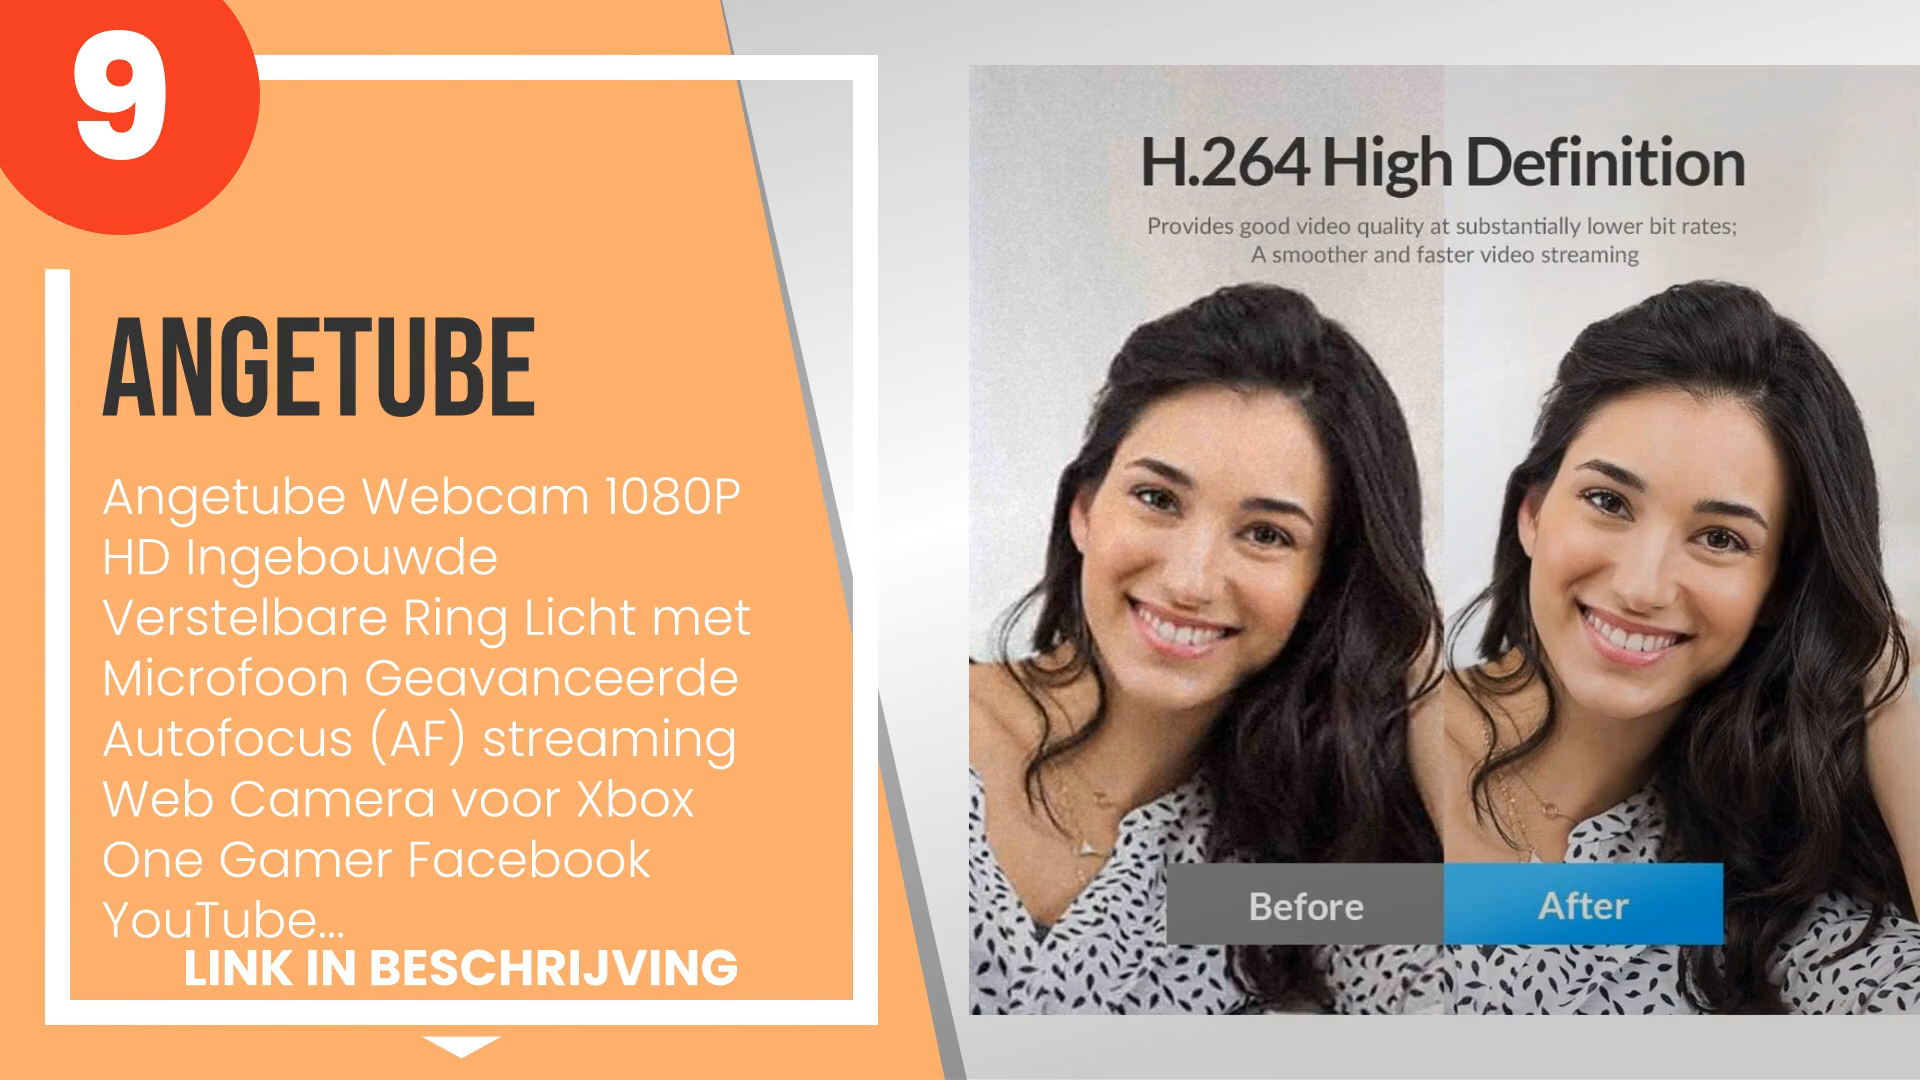 9
ANGETUBE
Angetube Webcam 1080P
HD Ingebouwde
Verstelbare Ring Licht met
Microfoon Geavanceerde
Autofocus (AF) streaming
Web Camera voor Xbox
One Gamer Facebook
YouTube...
LINK IN BESCHRIJVING
H.264 High Definition
Provides good video quality at substantially lower bit rates;
A smoother and faster video streaming
Before
After